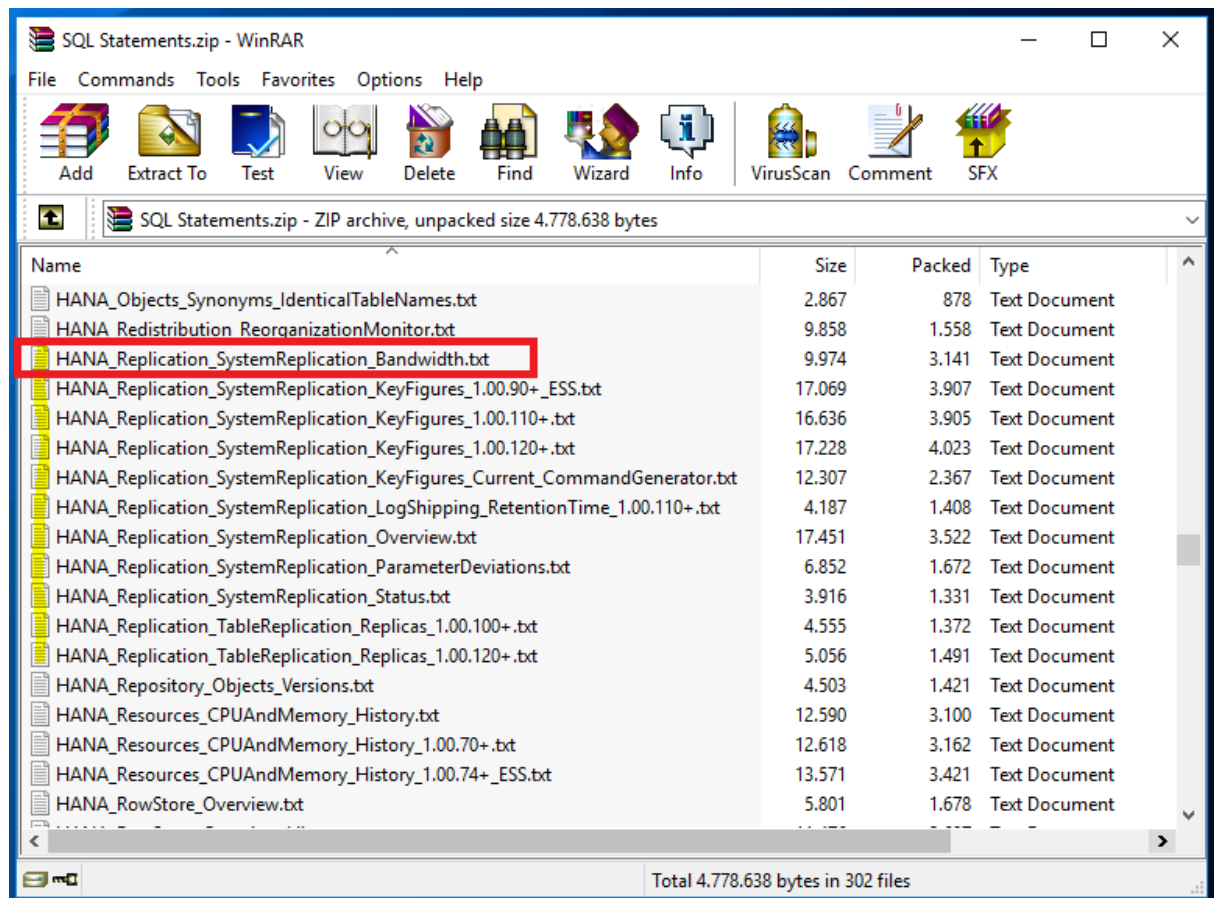 SQL Statements.zip - WinRAR
File Commands Tools Favorites Options Help
Add Extract To Test View Delete Find Wizard Info VirusScan Comment SFX
SQL Statements.zip - ZIP archive, unpacked size 4.778.638 bytes
Name Size Packed Type
HANA_Objects_Synonyms_IdenticalTableNames.txt 2.867 878 Text Document
HANA_Redistribution_ReorganizationMonitor.txt 9.858 1.558 Text Document
HANA_Replication_SystemReplication_Bandwidth.txt 9.974 3.141 Text Document
HANA_Replication_SystemReplication_KeyFigures_1.00.90+_ESS.txt 17.069 3.907 Text Document
HANA_Replication_SystemReplication_KeyFigures_1.00.110+.txt 16.636 3.905 Text Document
HANA_Replication_SystemReplication_KeyFigures_1.00.120+.txt 17.228 4.023 Text Document
HANA_Replication_SystemReplication_KeyFigures_Current_CommandGenerator.txt 12.307 2.367 Text Document
HANA_Replication_SystemReplication_LogShipping_RetentionTime_1.00.110+.txt 4.187 1.408 Text Document
HANA_Replication_SystemReplication_Overview.txt 17.451 3.522 Text Document
HANA_Replication_SystemReplication_ParameterDeviations.txt 6.852 1.672 Text Document
HANA_Replication_SystemReplication_Status.txt 3.916 1.331 Text Document
HANA_Replication_TableReplication_Replicas_1.00.100+.txt 4.555 1.372 Text Document
HANA_Replication_TableReplication_Replicas_1.00.120+.txt 5.056 1.491 Text Document
HANA_Repository_Objects_Versions.txt 4.503 1.421 Text Document
HANA_Resources_CPUAndMemory_History.txt 12.590 3.100 Text Document
HANA_Resources_CPUAndMemory_History_1.00.70+.txt 12.618 3.162 Text Document
HANA_Resources_CPUAndMemory_History_1.00.74+_ESS.txt 13.571 3.421 Text Document
HANA_RowStore_Overview.txt 5.801 1.678 Text Document
Total 4.778.638 bytes in 302 files